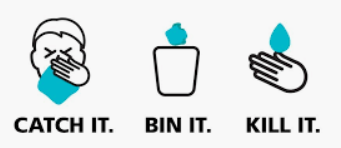 CATCH IT. BIN IT. KILL IT.